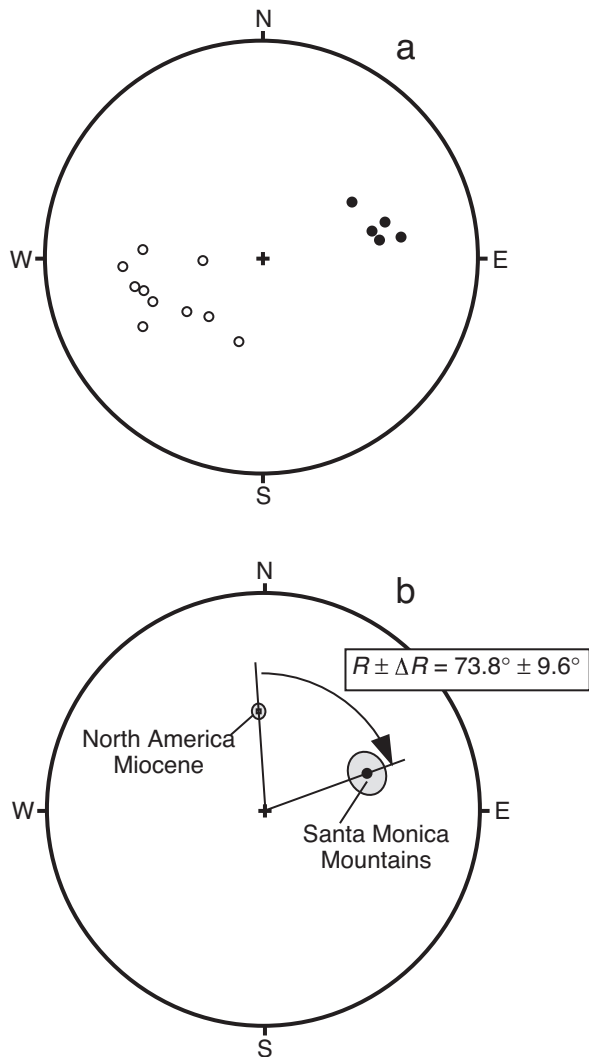 N
a
W
E
S
N
b
R ± ΔR = 73.8° ± 9.6°
North America
Miocene
W
E
Santa Monica
Mountains
S